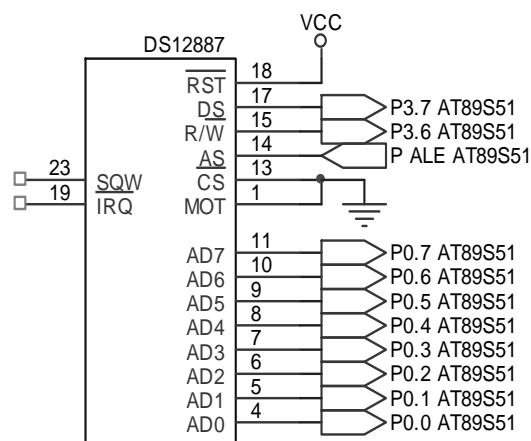 VCC
DS12887
RST 18
DS 17 P3.7 AT89S51
R/W 15 P3.6 AT89S51
AS 14 P ALE AT89S51
23 SQW CS 13
19 IRQ MOT 1
AD7 11 P0.7 AT89S51
AD6 10 P0.6 AT89S51
AD5 9 P0.5 AT89S51
AD4 8 P0.4 AT89S51
AD3 7 P0.3 AT89S51
AD2 6 P0.2 AT89S51
AD1 5 P0.1 AT89S51
AD0 4 P0.0 AT89S51